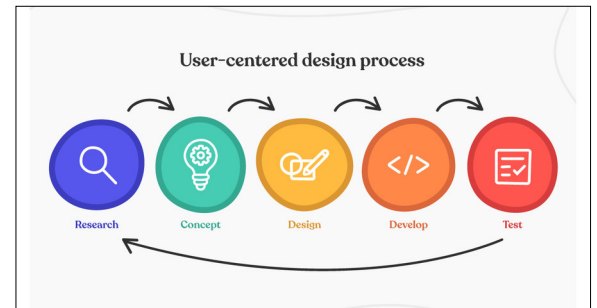 User-centered design process
</>
Research
Concept
Design
Develop
Test